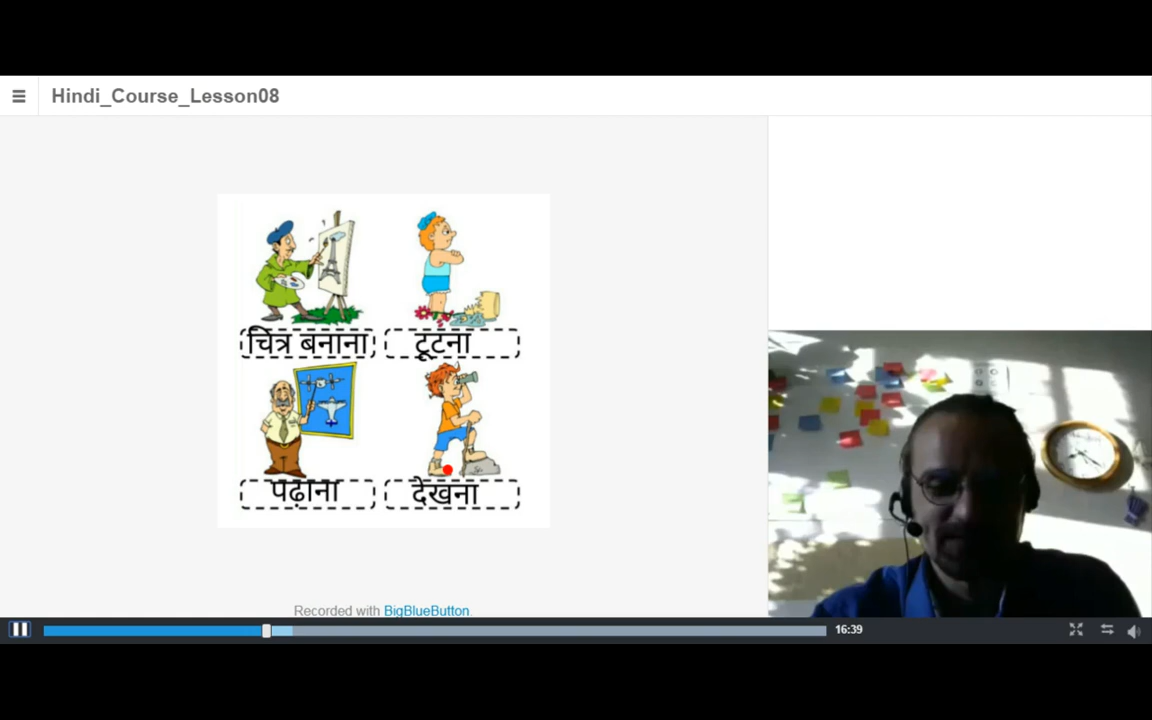 Hindi_Course_Lesson08
चित्र बनाना
टूटना
पढ़ाना
देखना
Recorded with BigBlueButton.
16:39